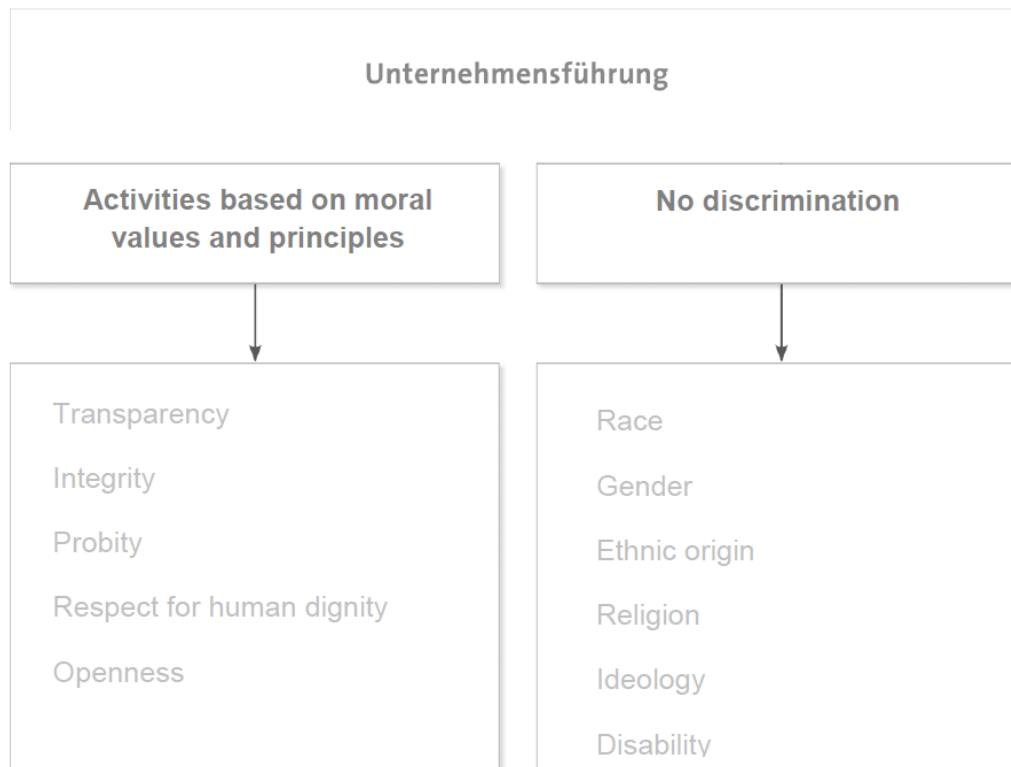 Unternehmensführung
Activities based on moral
values and principles
No discrimination
Transparency
Integrity
Probity
Respect for human dignity
Openness
Race
Gender
Ethnic origin
Religion
Ideology
Disability